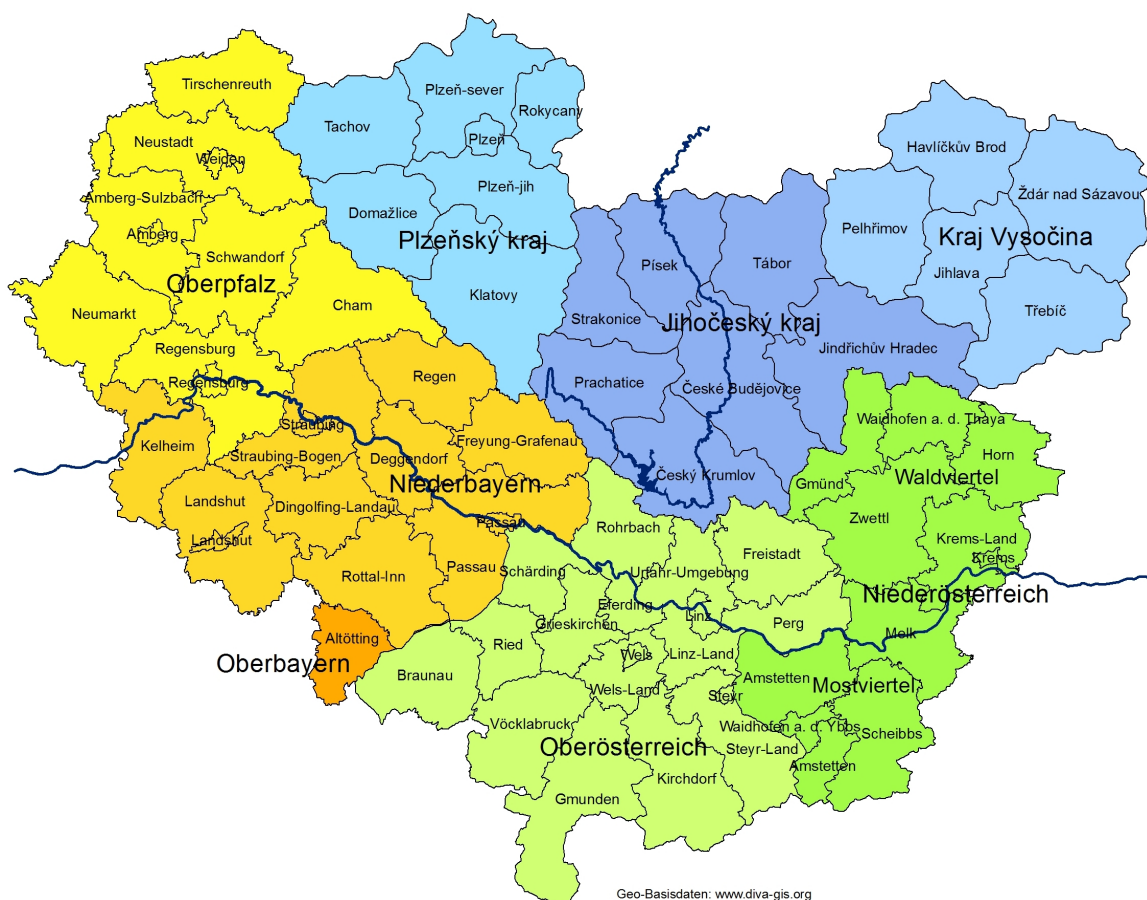 Tirschenreuth
Plzeň-sever
Rokycany
Tachov
Plzeň
Neustadt
Weiden
Havlíčkův Brod
Amberg-Sulzbach
Plzeň-jih
Žďár nad Sázavou
Domažlice
Amberg
Plzeňský kraj
Pelhřimov
Kraj Vysočina
Schwandorf
Písek
Tábor
Jihlava
Oberpfalz
Klatovy
Cham
Neumarkt
Třebíč
Strakonice
Jihočeský kraj
Regensburg
Jindřichův Hradec
Regensburg
Regen
Prachatice
České Budějovice
Waidhofen a. d. Thaya
Straubing
Kelheim
Freyung-Grafenau
Straubing-Bogen
Deggendorf
Horn
Český Krumlov
Waldviertel
Niederbayern
Gmünd
Landshut
Dingolfing-Landau
Zwettl
Passau
Rohrbach
Krems-Land
Landshut
Freistadt
Krems
Passau
Schärding
Urfahr-Umgebung
Rottal-Inn
Niederösterreich
Eferding
Linz
Grieskirchen
Perg
Melk
Altötting
Ried
Wels
Linz-Land
Oberbayern
Braunau
Amstetten
Mostviertel
Wels-Land
Steyr
Vöcklabruck
Waidhofen a. d. Ybbs
Scheibbs
Oberösterreich
Steyr-Land
Amstetten
Kirchdorf
Gmunden
Geo-Basisdaten: www.diva-gis.org